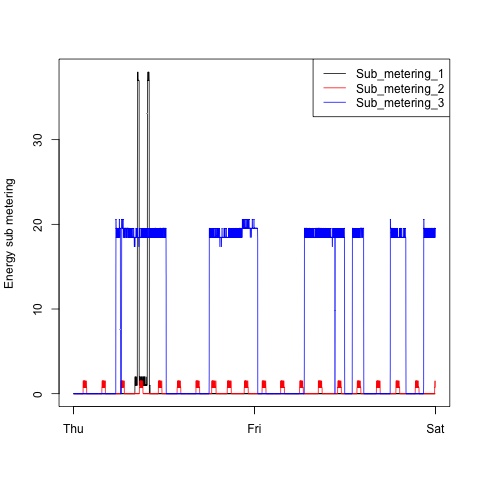 Sub_metering_1
Sub_metering_2
Sub_metering_3
Energy sub metering
30
20
10
0
Thu Fri Sat